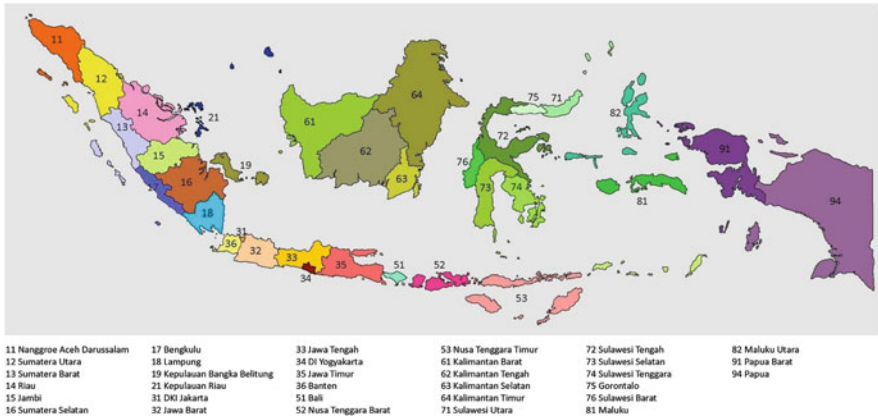 11
12
14
13
15
16
17
18
21
19
31
36
32
33
34
35
51
52
53
61
62
63
64
75
71
72
76
73
74
82
81
91
94
11 Nanggroe Aceh Darussalam
12 Sumatera Utara
13 Sumatera Barat
14 Riau
15 Jambi
16 Sumatera Selatan
17 Bengkulu
18 Lampung
19 Kepulauan Bangka Belitung
21 Kepulauan Riau
31 DKI Jakarta
32 Jawa Barat
33 Jawa Tengah
34 DI Yogyakarta
35 Jawa Timur
36 Banten
51 Bali
52 Nusa Tenggara Barat
53 Nusa Tenggara Timur
61 Kalimantan Barat
62 Kalimantan Tengah
63 Kalimantan Selatan
64 Kalimantan Timur
71 Sulawesi Utara
72 Sulawesi Tengah
73 Sulawesi Selatan
74 Sulawesi Tenggara
75 Gorontalo
76 Sulawesi Barat
81 Maluku
82 Maluku Utara
91 Papua Barat
94 Papua